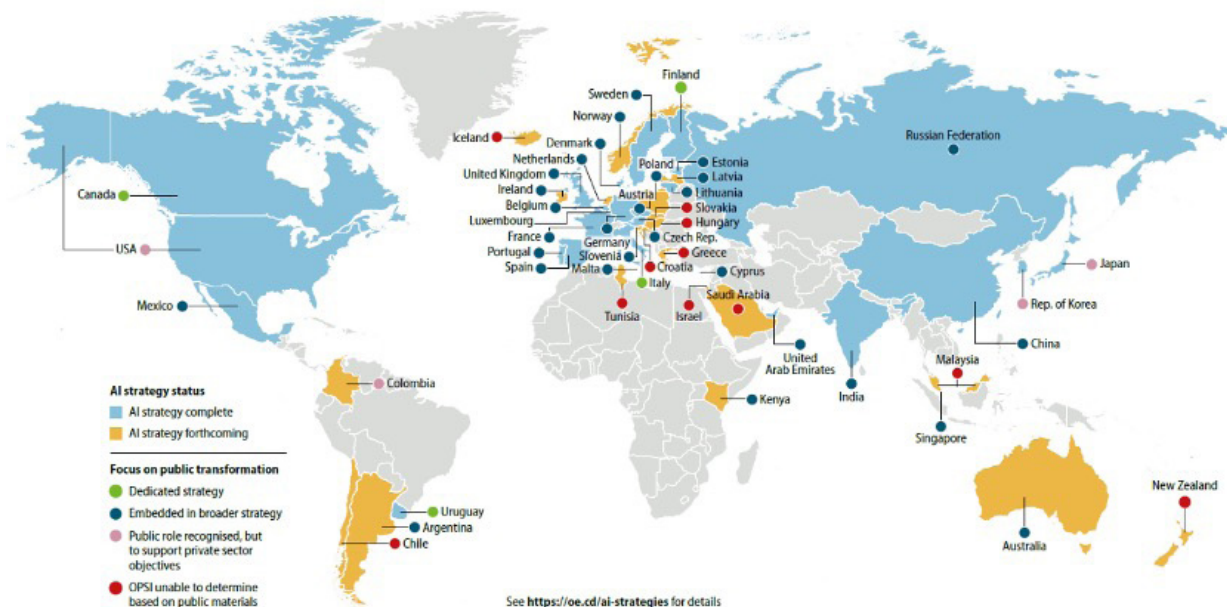 Finland
Sweden
Norway
Iceland
Denmark
Netherlands
Poland
Estonia
Russian Federation
United Kingdom
Latvia
Ireland
Austria
Lithuania
Canada
Belgium
Slovakia
Luxembourg
Hungary
France
Germany
Czech Rep.
USA
Portugal
Slovenia
Greece
Japan
Spain
Malta
Croatia
Cyprus
Italy
Saudi Arabia
Mexico
Rep. of Korea
Tunisia
Israel
China
United
Arab Emirates
Malaysia
Colombia
India
Kenya
Singapore
AI strategy status
AI strategy complete
AI strategy forthcoming
Focus on public transformation
Dedicated strategy
Embedded in broader strategy
Public role recognised, but
to support private sector
objectives
OPSI unable to determine
based on public materials
New Zealand
Uruguay
Argentina
Chile
Australia
See https://oe.cd/ai-strategies for details